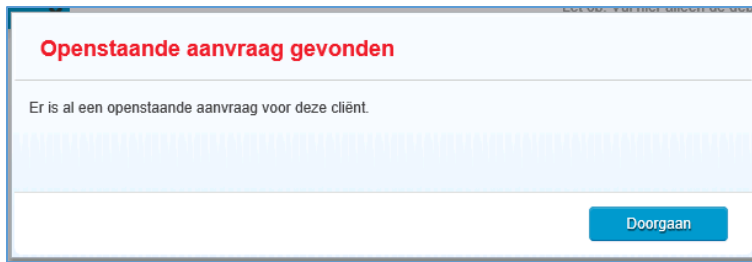 Openstaande aanvraag gevonden
Er is al een openstaande aanvraag voor deze cliënt.
Doorgaan